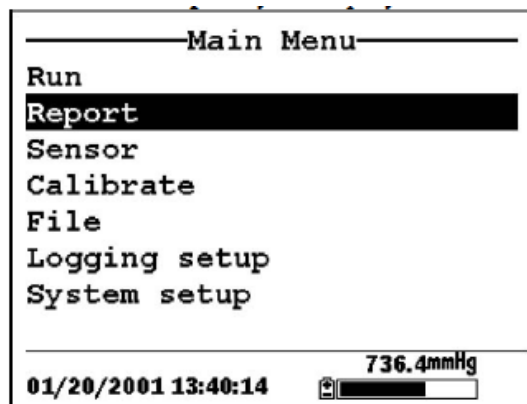 Main Menu
Run
Report
Sensor
Calibrate
File
Logging setup
System setup
736.4mmHg
01/20/2001 13:40:14